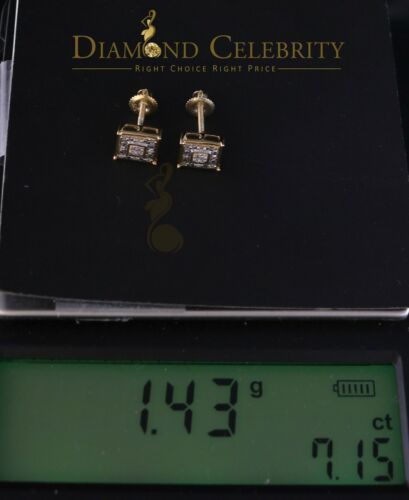 DIAMOND CELEBRITY
RIGHT CHOICE RIGHT PRICE
1.43 g
ct
7.15